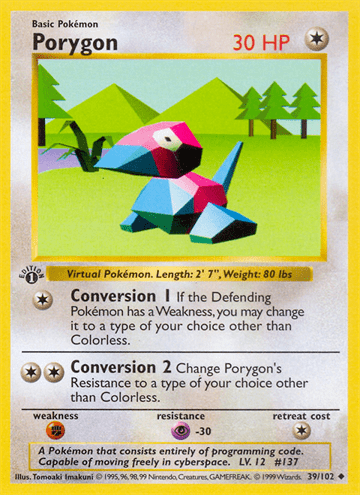 Basic Pokémon
Porygon 30 HP
EDITION
1
Virtual Pokémon. Length: 2' 7", Weight: 80 lbs
Conversion 1 If the Defending
Pokémon has a Weakness, you may change
it to a type of your choice other than
Colorless.
Conversion 2 Change Porygon's
Resistance to a type of your choice other
than Colorless.
weakness resistance retreat cost
-30
A Pokémon that consists entirely of programming code.
Capable of moving freely in cyberspace. LV. 12 #137
Illus. Tomoaki Imakuni © 1995, 96, 98, 99 Nintendo, Creatures, GAMEFREAK. © 1999 Wizards. 39/102